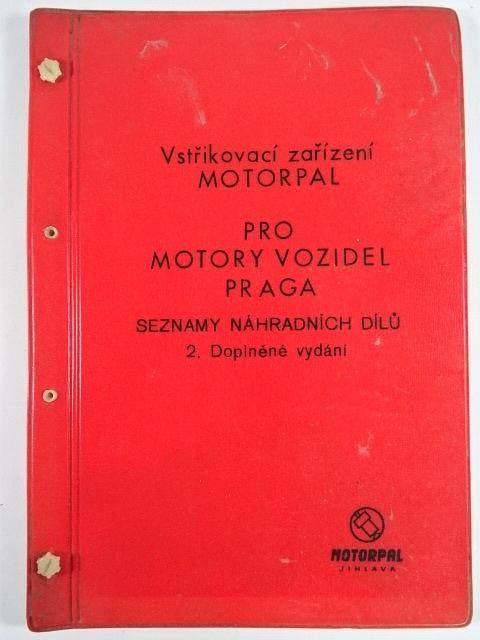 Vstřikovací zařízení
MOTORPAL
PRO
MOTORY VOZIDEL
PRAGA
SEZNAMY NÁHRADNÍCH DÍLŮ
2. Doplněné vydání
MOTORPAL
JIHLAVA